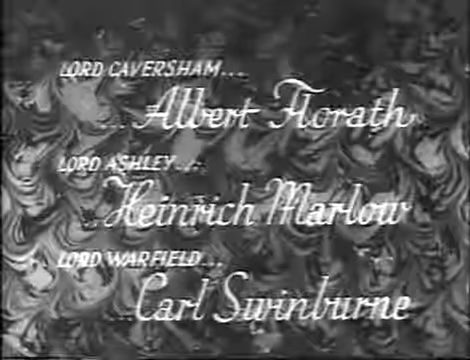 LORD CAVERSHAM...
... Albert Florath
LORD ASHLEY....
... Heinrich Marlow
LORD WARFIELD...
... Carl Swinburne